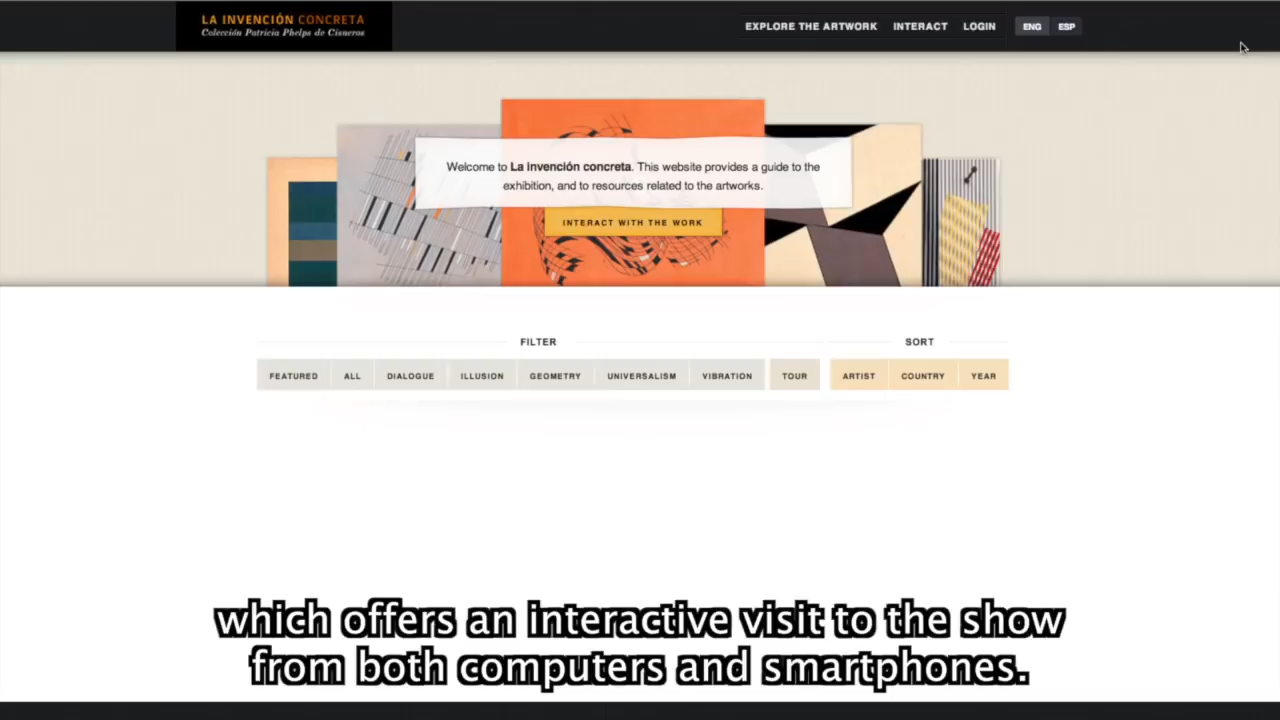 LA INVENCIÓN CONCRETA
Colección Patricia Phelps de Cisneros
EXPLORE THE ARTWORK INTERACT LOGIN ENG ESP
Welcome to La invención concreta. This website provides a guide to the
exhibition, and to resources related to the artworks.
INTERACT WITH THE WORK
FILTER SORT
FEATURED ALL DIALOGUE ILLUSION GEOMETRY UNIVERSALISM VIBRATION TOUR ARTIST COUNTRY YEAR
which offers an interactive visit to the show
from both computers and smartphones.